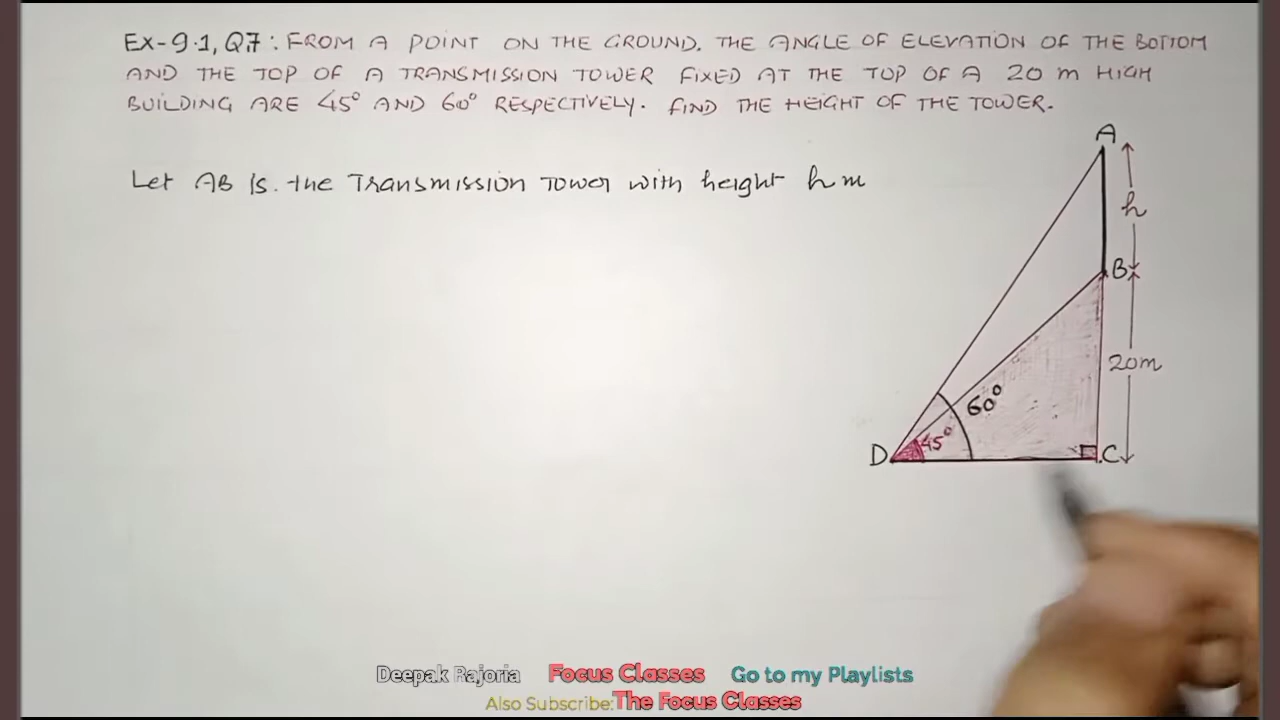 Ex-9.1, Q7: FROM A POINT ON THE GROUND. THE ANGLE OF ELEVATION OF THE BOTTOM
AND THE TOP OF A TRANSMISSION TOWER FIXED AT THE TOP OF A 20 m HIGH
BUILDING ARE 45° AND 60° RESPECTIVELY. FIND THE HEIGHT OF THE TOWER.
Let AB is. the Transmission Tower with height h m
A
h
B
20m
60°
45°
D
C
Deepak Rajoria Focus Classes Go to my Playlists
Also Subscribe:The Focus Classes